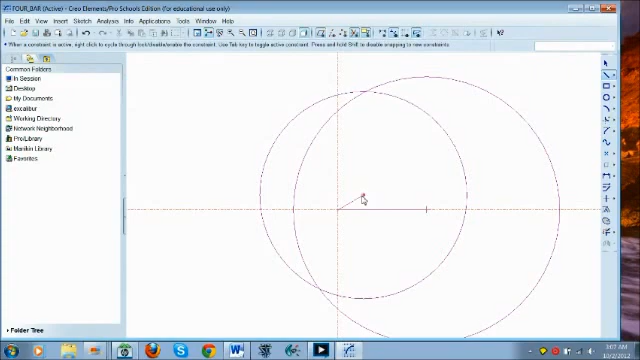 FOUR_BAR (Active) - Creo Elements/Pro Schools Edition (for educational use only)
File Edit View Insert Sketch Analysis Info Applications Tools Window Help
• When a constraint is active, right click to cycle through lock/disable/enable the constraint. Use Tab key to toggle active constraint. Press and hold Shift to disable snapping to new constraints
Common Folders
In Session
Desktop
My Documents
excalibur
Working Directory
Network Neighborhood
Pro/Library
Manikin Library
Favorites
Folder Tree
3:07 AM
10/2/2012